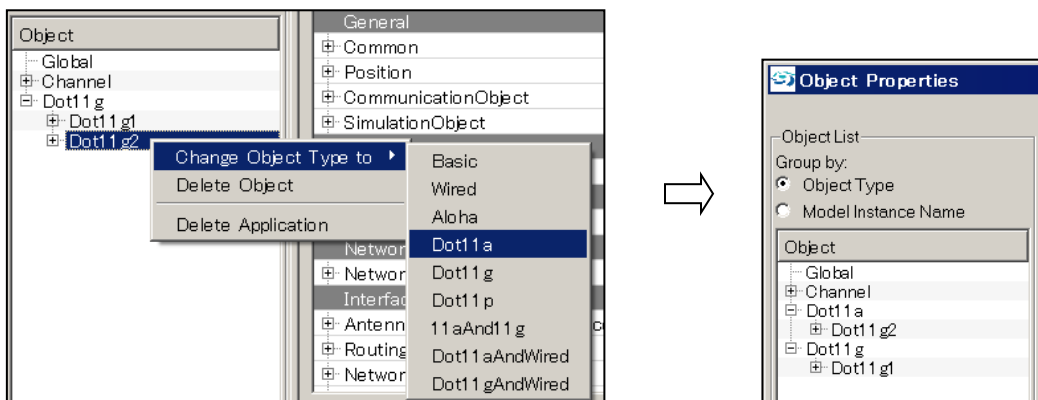 Object
Global
Channel
Dot11g
Dot11g1
Dot11g2
General
Common
Position
CommunicationObject
SimulationObject
Change Object Type to
Delete Object
Delete Application
Basic
Wired
Aloha
Dot11a
Dot11g
Dot11p
11aAnd11g
Dot11aAndWired
Dot11gAndWired
Networ
Networ
Interfac
Antenn
Routing
Networ
Object Properties
Object List
Group by:
Object Type
Model Instance Name
Object
Global
Channel
Dot11a
Dot11g2
Dot11g
Dot11g1